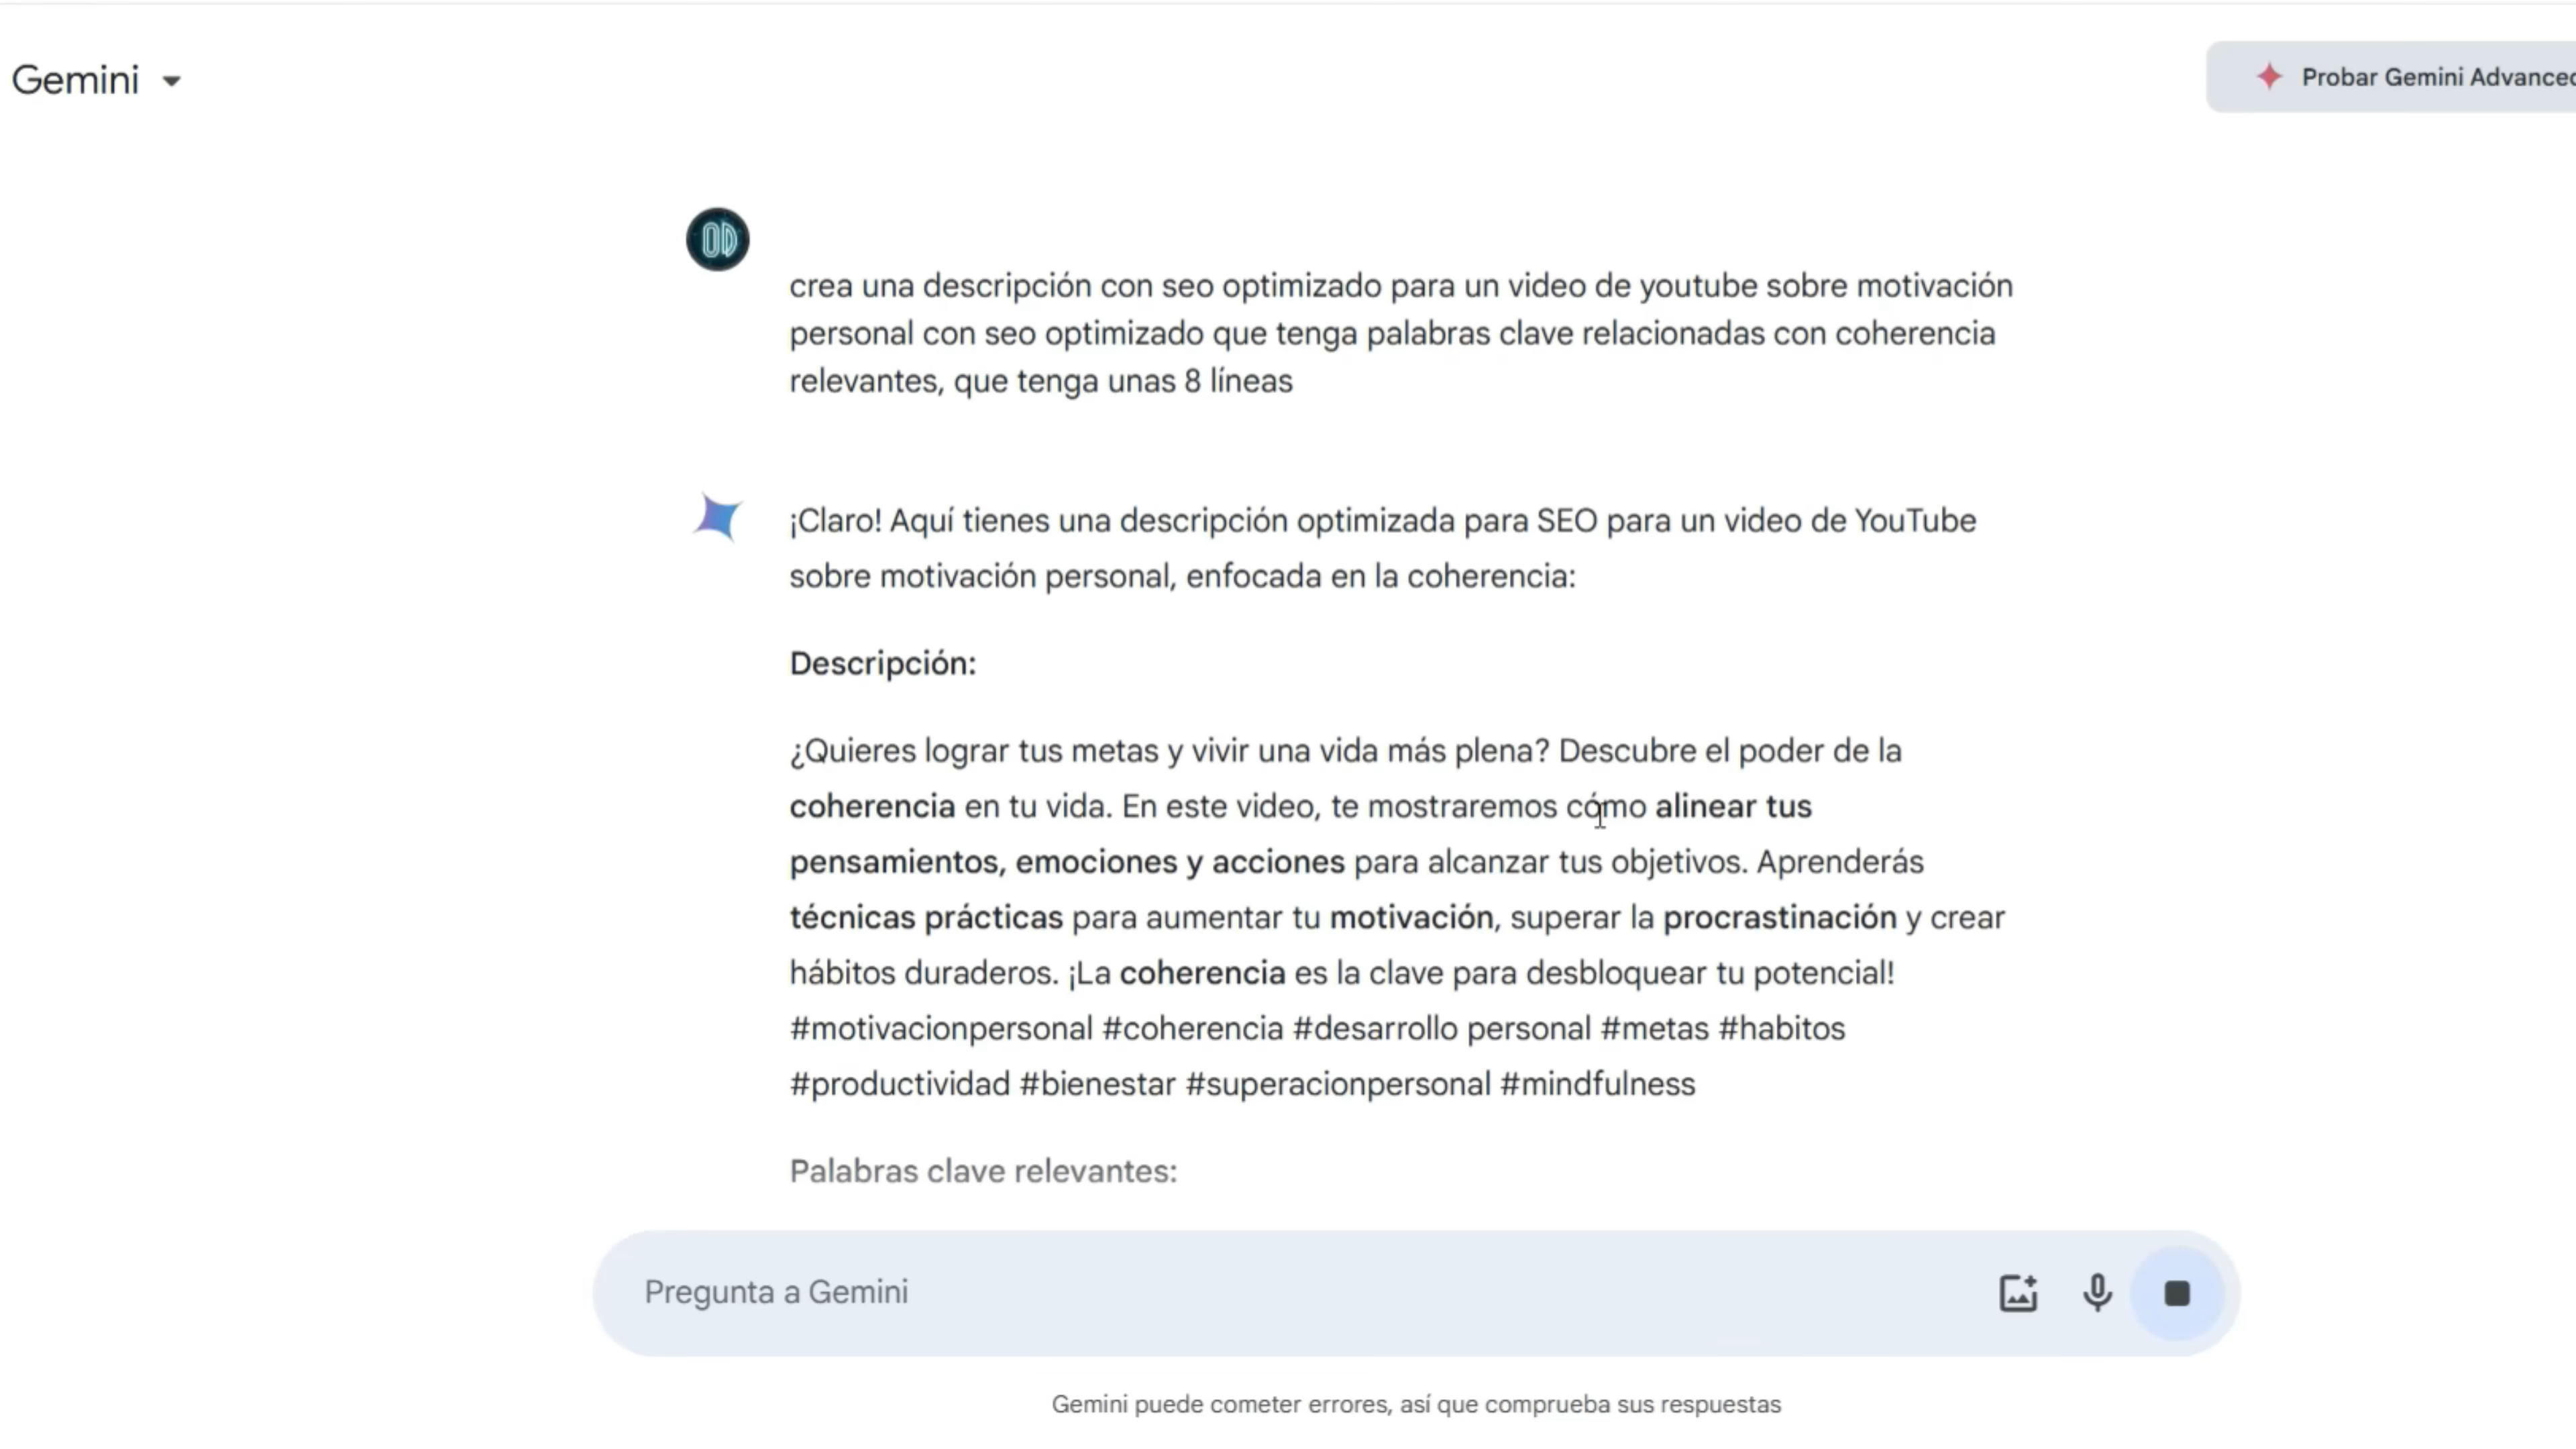 Gemini
Probar Gemini Advanced
crea una descripción con seo optimizado para un video de youtube sobre motivación
personal con seo optimizado que tenga palabras clave relacionadas con coherencia
relevantes, que tenga unas 8 líneas
¡Claro! Aquí tienes una descripción optimizada para SEO para un video de YouTube
sobre motivación personal, enfocada en la coherencia:
Descripción:
¿Quieres lograr tus metas y vivir una vida más plena? Descubre el poder de la
coherencia en tu vida. En este video, te mostraremos cómo alinear tus
pensamientos, emociones y acciones para alcanzar tus objetivos. Aprenderás
técnicas prácticas para aumentar tu motivación, superar la procrastinación y crear
hábitos duraderos. ¡La coherencia es la clave para desbloquear tu potencial!
#motivacionpersonal #coherencia #desarrollo personal #metas #habitos
#productividad #bienestar #superacionpersonal #mindfulness
Palabras clave relevantes:
Pregunta a Gemini
Gemini puede cometer errores, así que comprueba sus respuestas